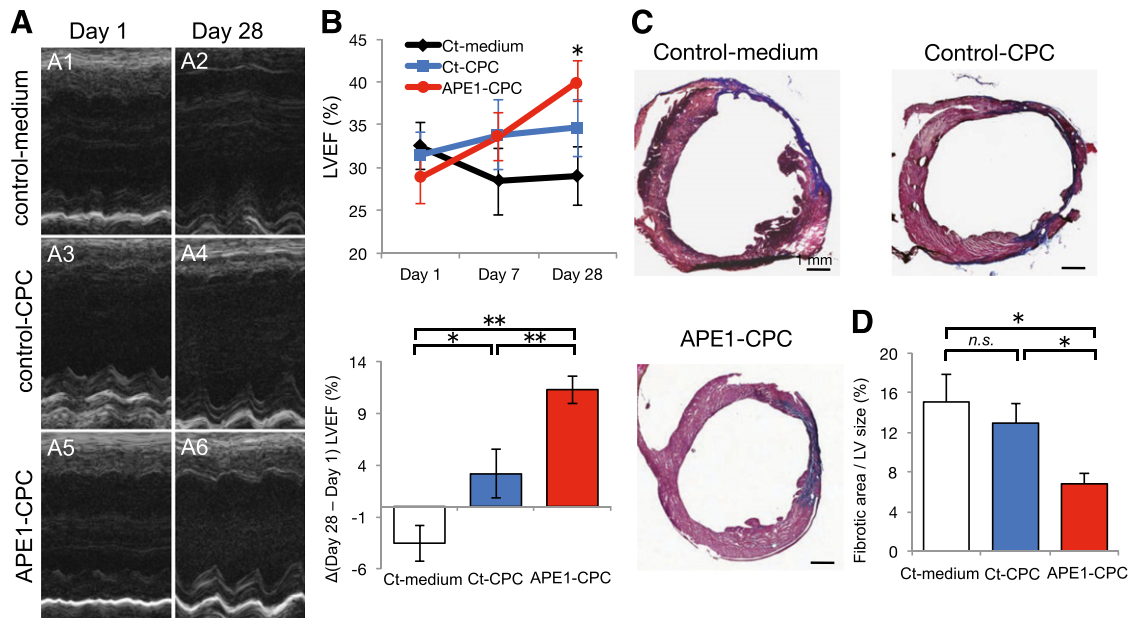 A
Day 1
Day 28
control-medium
A1
A2
control-CPC
A3
A4
APE1-CPC
A5
A6
B
LVEF (%)
45
40
35
30
25
20
Ct-medium
Ct-CPC
APE1-CPC
*
Day 1
Day 7
Day 28
Δ(Day 28 – Day 1) LVEF (%)
14
9
4
-1
-6
**
*
**
Ct-medium
Ct-CPC
APE1-CPC
C
Control-medium
Control-CPC
1 mm
APE1-CPC
D
Fibrotic area / LV size (%)
20
16
12
8
4
0
*
n.s.
*
Ct-medium
Ct-CPC
APE1-CPC